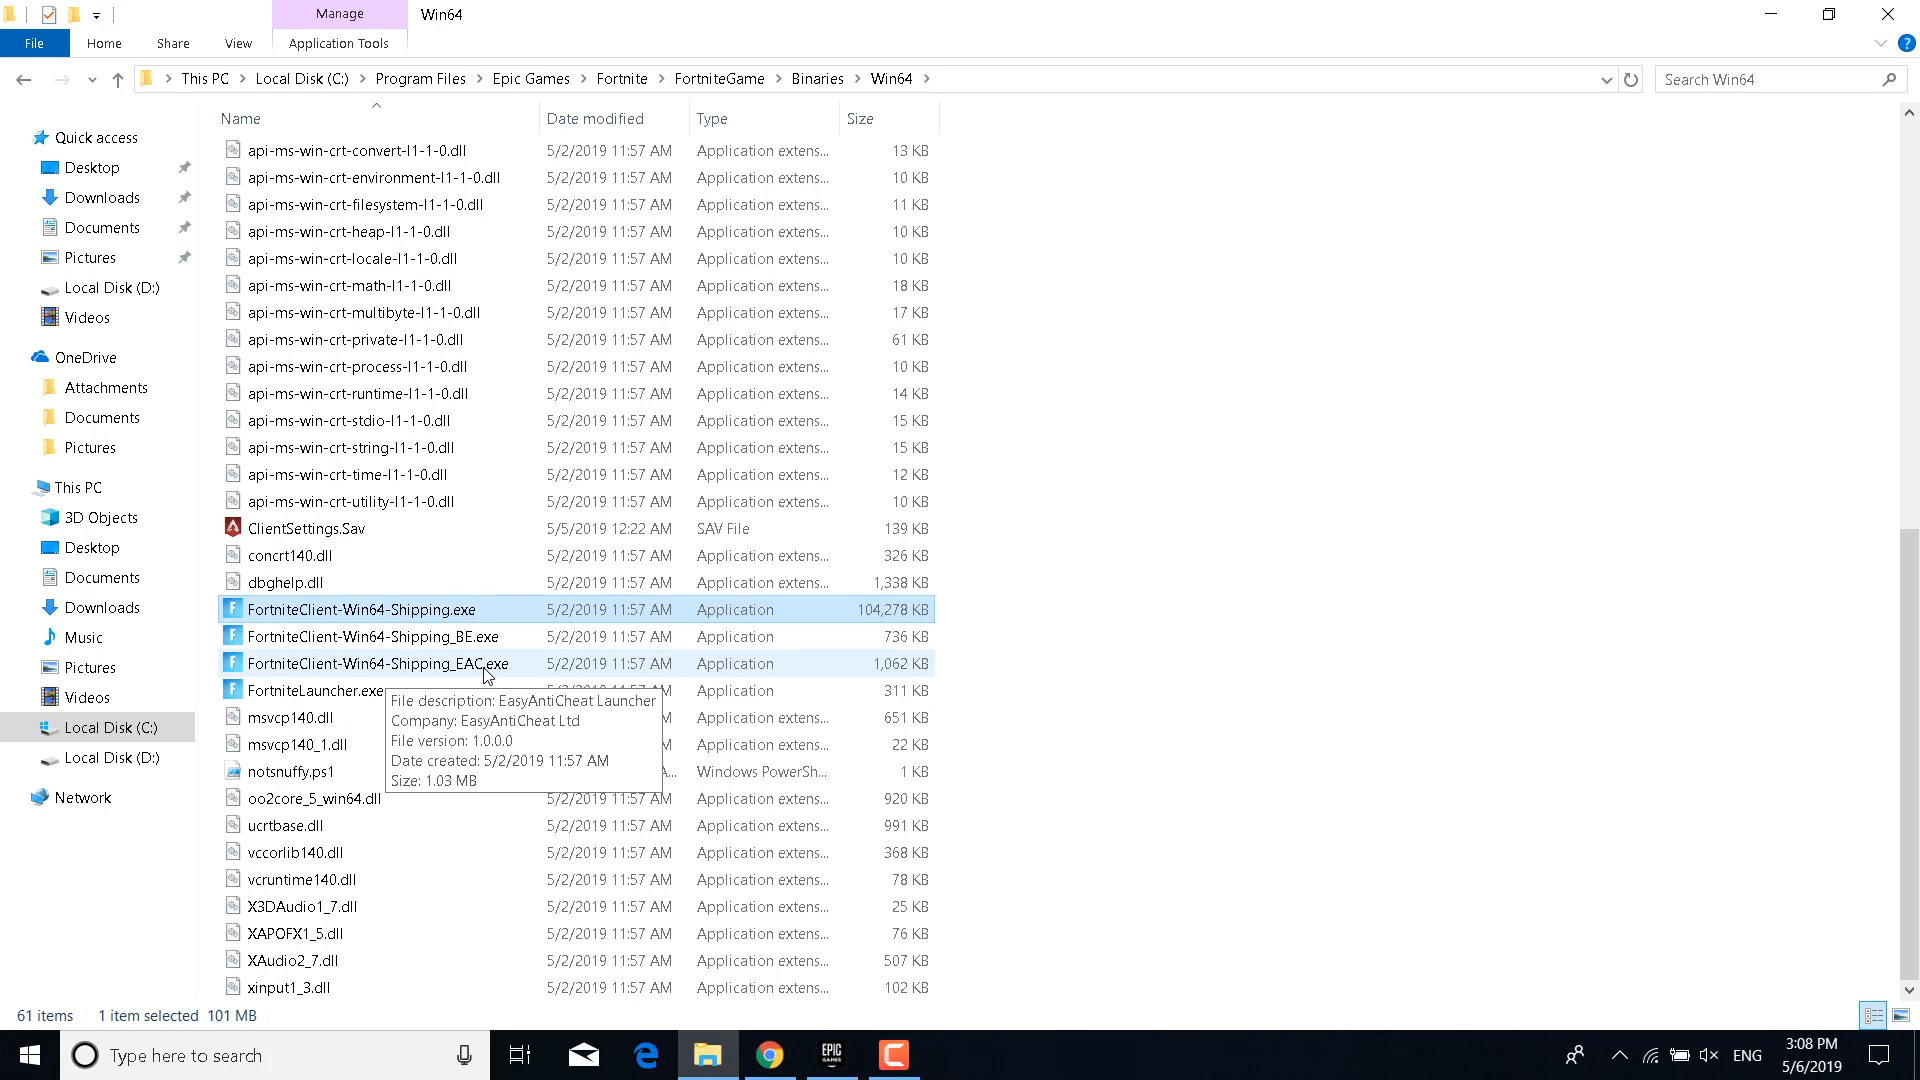 Manage
Win64
File
Home
Share
View
Application Tools
This PC > Local Disk (C:) > Program Files > Epic Games > Fortnite > FortniteGame > Binaries > Win64 >
Search Win64
Quick access
Desktop
Downloads
Documents
Pictures
Local Disk (D:)
Videos
OneDrive
Attachments
Documents
Pictures
This PC
3D Objects
Desktop
Documents
Downloads
Music
Pictures
Videos
Local Disk (C:)
Local Disk (D:)
Network
Name Date modified Type Size
api-ms-win-crt-convert-l1-1-0.dll 5/2/2019 11:57 AM Application extens... 13 KB
api-ms-win-crt-environment-l1-1-0.dll 5/2/2019 11:57 AM Application extens... 10 KB
api-ms-win-crt-filesystem-l1-1-0.dll 5/2/2019 11:57 AM Application extens... 11 KB
api-ms-win-crt-heap-l1-1-0.dll 5/2/2019 11:57 AM Application extens... 10 KB
api-ms-win-crt-locale-l1-1-0.dll 5/2/2019 11:57 AM Application extens... 10 KB
api-ms-win-crt-math-l1-1-0.dll 5/2/2019 11:57 AM Application extens... 18 KB
api-ms-win-crt-multibyte-l1-1-0.dll 5/2/2019 11:57 AM Application extens... 17 KB
api-ms-win-crt-private-l1-1-0.dll 5/2/2019 11:57 AM Application extens... 61 KB
api-ms-win-crt-process-l1-1-0.dll 5/2/2019 11:57 AM Application extens... 10 KB
api-ms-win-crt-runtime-l1-1-0.dll 5/2/2019 11:57 AM Application extens... 14 KB
api-ms-win-crt-stdio-l1-1-0.dll 5/2/2019 11:57 AM Application extens... 15 KB
api-ms-win-crt-string-l1-1-0.dll 5/2/2019 11:57 AM Application extens... 15 KB
api-ms-win-crt-time-l1-1-0.dll 5/2/2019 11:57 AM Application extens... 12 KB
api-ms-win-crt-utility-l1-1-0.dll 5/2/2019 11:57 AM Application extens... 10 KB
ClientSettings.Sav 5/5/2019 12:22 AM SAV File 139 KB
concrt140.dll 5/2/2019 11:57 AM Application extens... 326 KB
dbghelp.dll 5/2/2019 11:57 AM Application extens... 1,338 KB
FortniteClient-Win64-Shipping.exe 5/2/2019 11:57 AM Application 104,278 KB
FortniteClient-Win64-Shipping_BE.exe 5/2/2019 11:57 AM Application 736 KB
FortniteClient-Win64-Shipping_EAC.exe 5/2/2019 11:57 AM Application 1,062 KB
FortniteLauncher.exe Application 311 KB
msvcp140.dll Application extens... 651 KB
msvcp140_1.dll Application extens... 22 KB
notsnuffy.ps1 Windows PowerSh... 1 KB
oo2core_5_win64.dll 5/2/2019 11:57 AM Application extens... 920 KB
ucrtbase.dll 5/2/2019 11:57 AM Application extens... 991 KB
vccorlib140.dll 5/2/2019 11:57 AM Application extens... 368 KB
vcruntime140.dll 5/2/2019 11:57 AM Application extens... 78 KB
X3DAudio1_7.dll 5/2/2019 11:57 AM Application extens... 25 KB
XAPOFX1_5.dll 5/2/2019 11:57 AM Application extens... 76 KB
XAudio2_7.dll 5/2/2019 11:57 AM Application extens... 507 KB
xinput1_3.dll 5/2/2019 11:57 AM Application extens... 102 KB
File description: EasyAntiCheat Launcher
Company: EasyAntiCheat Ltd
File version: 1.0.0.0
Date created: 5/2/2019 11:57 AM
Size: 1.03 MB
61 items 1 item selected 101 MB
Type here to search
EPIC
GAMES
ENG
3:08 PM
5/6/2019